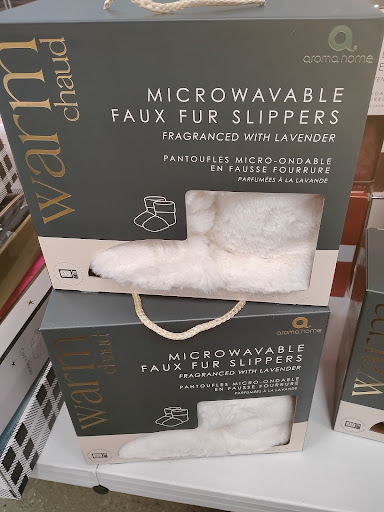 aroma home
warm
chaud
MICROWAVABLE
FAUX FUR SLIPPERS
FRAGRANCED WITH LAVENDER
PANTOUFLES MICRO-ONDABLE
EN FAUSSE FOURRURE
PARFUMÉES À LA LAVANDE
aroma home
warm
chaud
MICROWAVABLE
FAUX FUR SLIPPERS
FRAGRANCED WITH LAVENDER
PANTOUFLES MICRO-ONDABLE
EN FAUSSE FOURRURE
PARFUMÉES À LA LAVANDE
warm